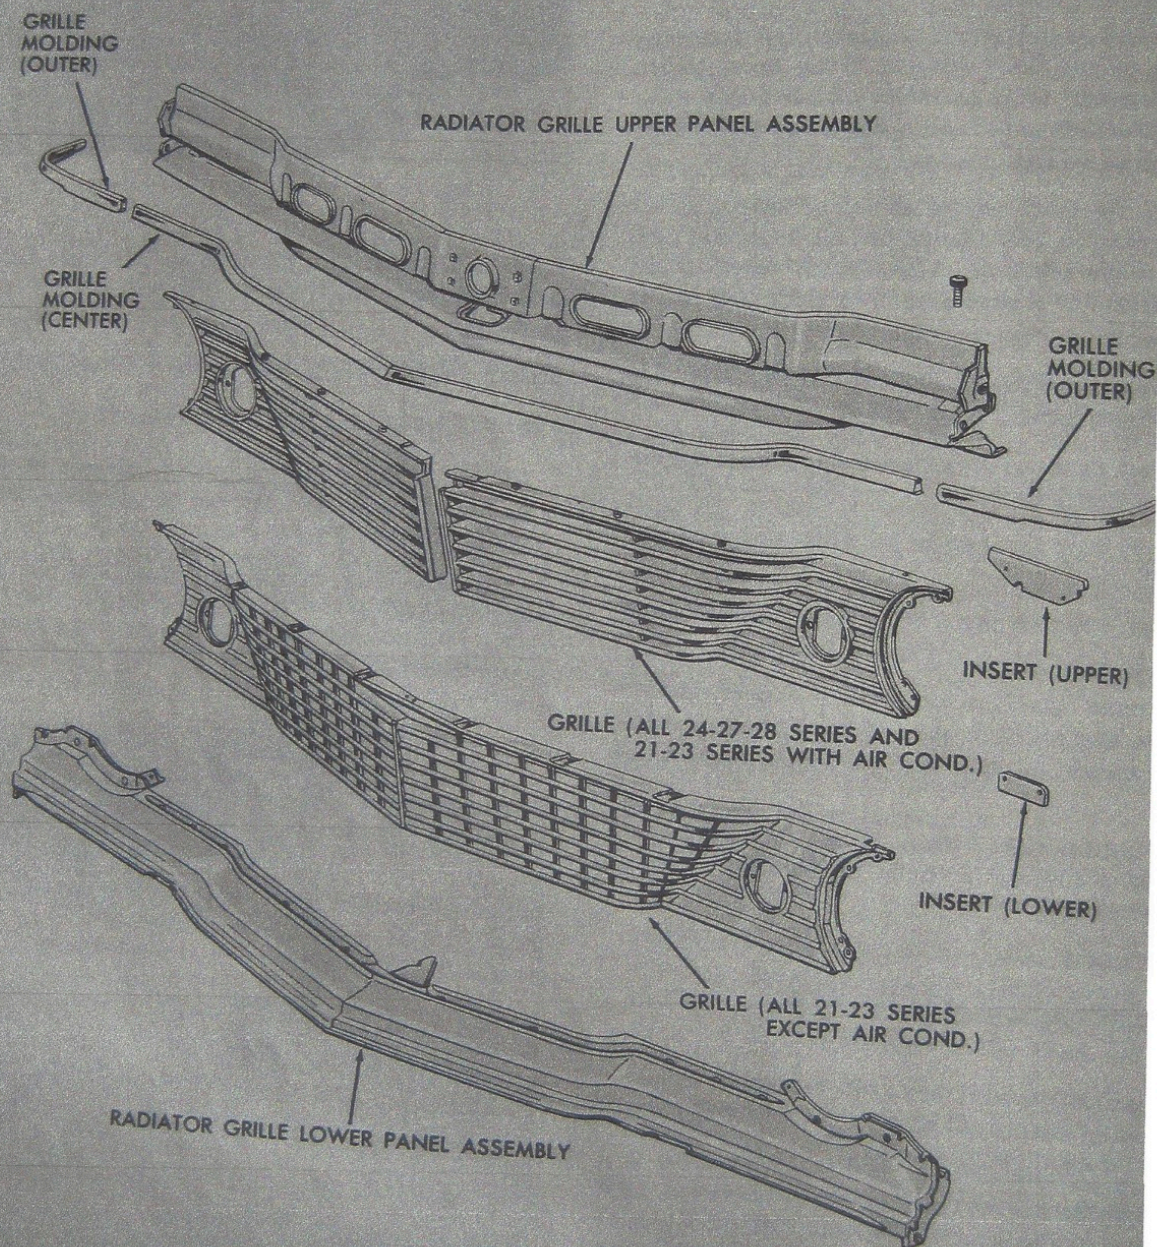 GRILLE
MOLDING
(OUTER)
RADIATOR GRILLE UPPER PANEL ASSEMBLY
GRILLE
MOLDING
(CENTER)
GRILLE
MOLDING
(OUTER)
INSERT (UPPER)
GRILLE (ALL 24-27-28 SERIES AND
21-23 SERIES WITH AIR COND.)
INSERT (LOWER)
GRILLE (ALL 21-23 SERIES
EXCEPT AIR COND.)
RADIATOR GRILLE LOWER PANEL ASSEMBLY